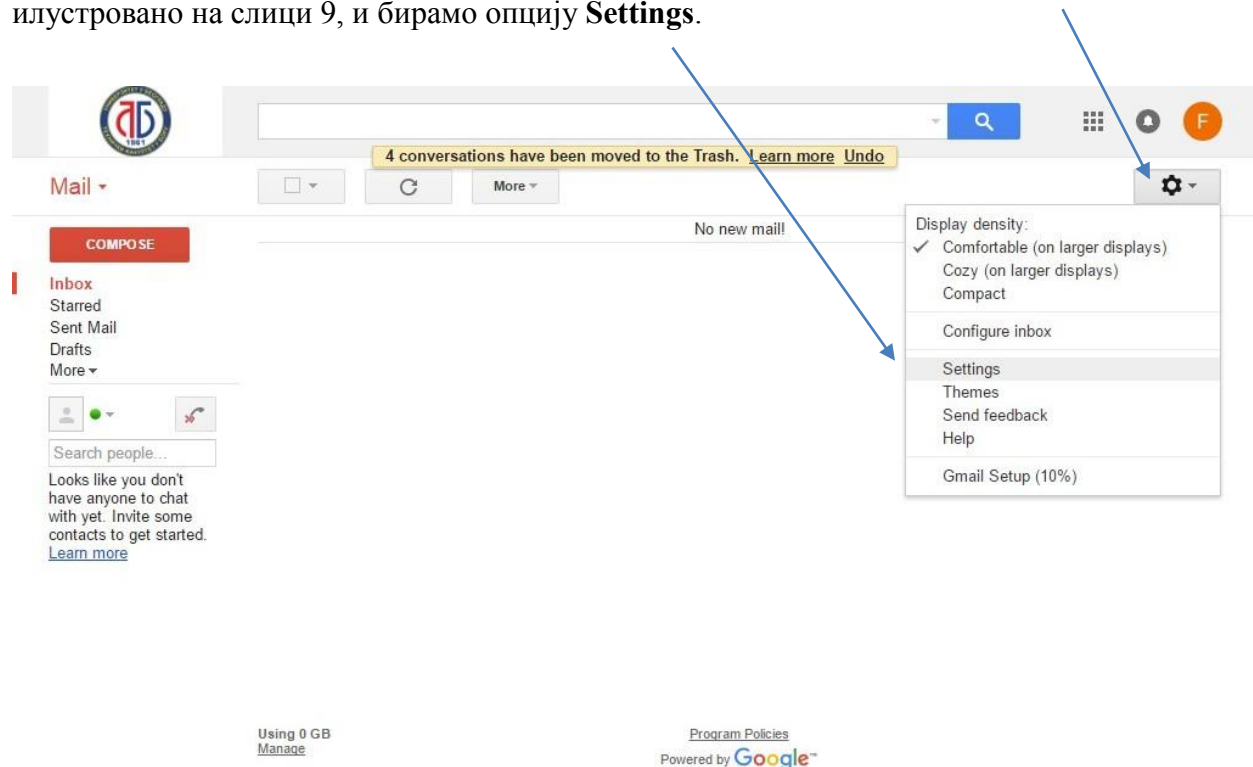 илустровано на слици 9, и бирамо опцију Settings.
1961
F
4 conversations have been moved to the Trash. Learn more Undo
Mail
More
No new mail!
COMPOSE
Inbox
Starred
Sent Mail
Drafts
More
Search people...
Looks like you don't
have anyone to chat
with yet. Invite some
contacts to get started.
Learn more
Display density:
Comfortable (on larger displays)
Cozy (on larger displays)
Compact
Configure inbox
Settings
Themes
Send feedback
Help
Gmail Setup (10%)
Using 0 GB
Manage
Program Policies
Powered by Google™